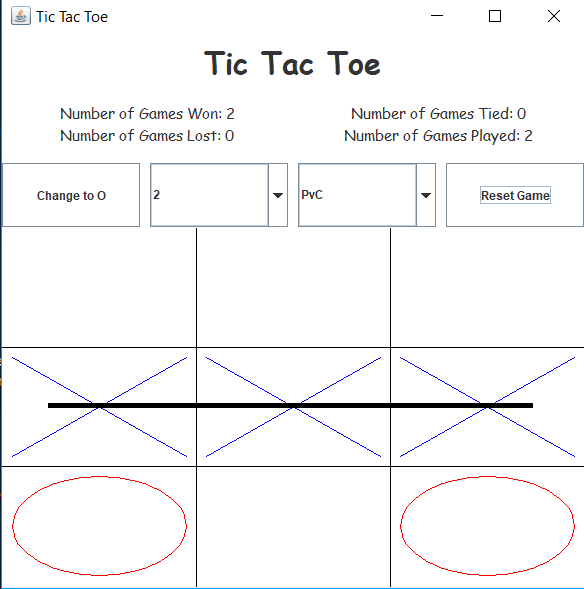 Tic Tac Toe
Tic Tac Toe
Number of Games Won: 2
Number of Games Tied: 0
Number of Games Lost: 0
Number of Games Played: 2
Change to O
2
PvC
Reset Game